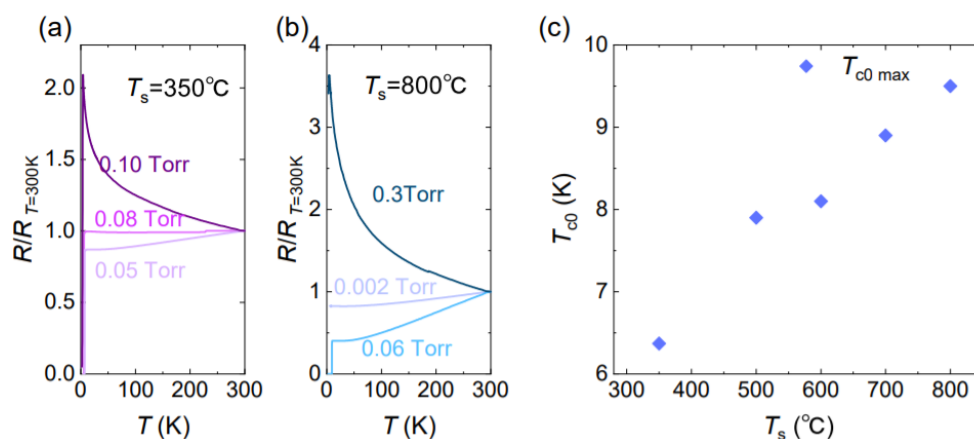 (a)
2.0
1.5
1.0
0.5
0.0
0
100
200
300
T (K)
R/R T=300K
Ts=350℃
0.10 Torr
0.08 Torr
0.05 Torr
(b)
4
3
2
1
0
0
100
200
300
T (K)
R/R T=300K
Ts=800℃
0.3Torr
0.002 Torr
0.06 Torr
(c)
10
9
8
7
6
300
400
500
600
700
800
Ts (℃)
Tc0 (K)
Tc0 max